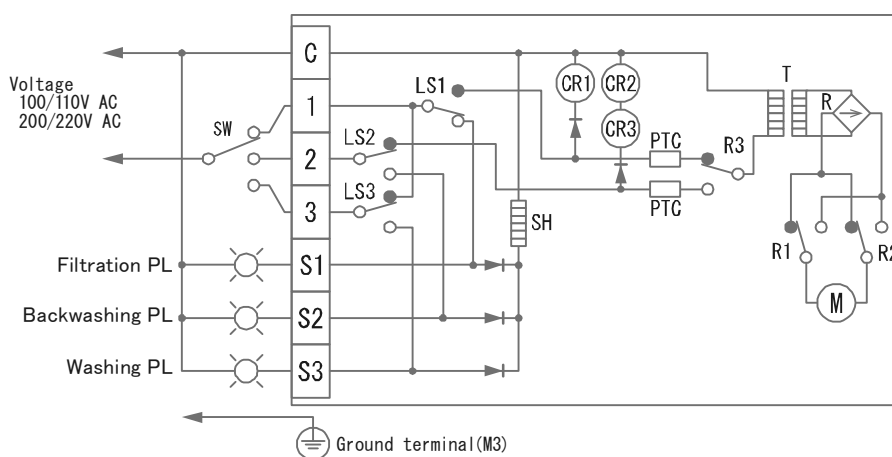 Voltage
100/110V AC
200/220V AC
SW
C
1
2
3
S1
S2
S3
LS1
LS2
LS3
CR1
CR2
CR3
PTC
PTC
R3
T
R
SH
R1
R2
M
Filtration PL
Backwashing PL
Washing PL
Ground terminal(M3)